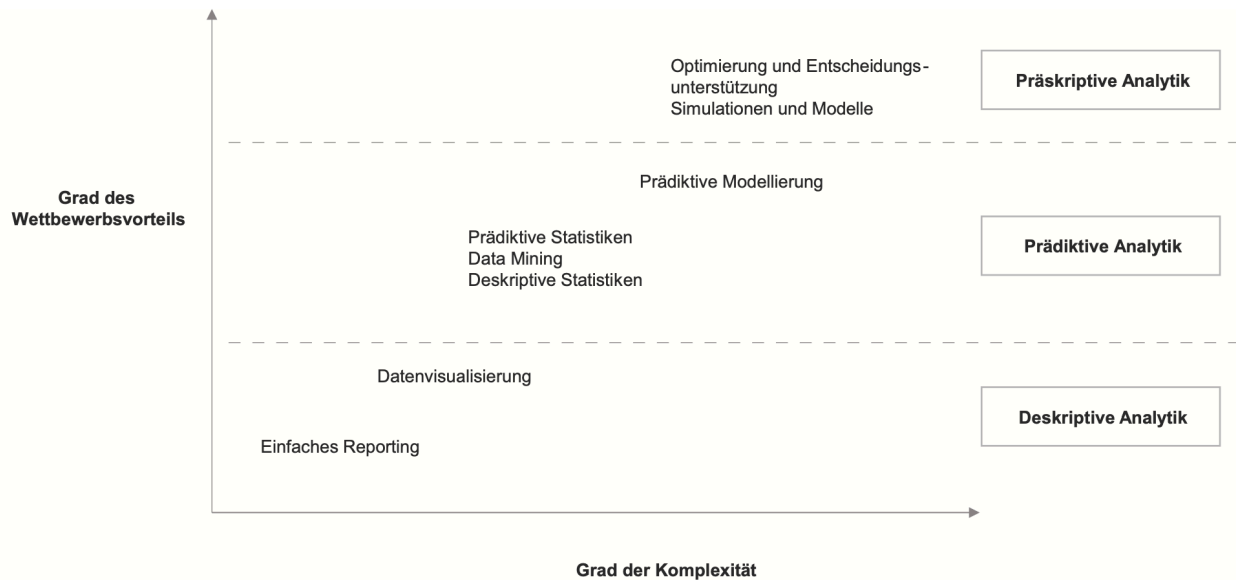 Optimierung und Entscheidungs-
unterstützung
Simulationen und Modelle
Präskriptive Analytik
Prädiktive Modellierung
Grad des
Wettbewerbsvorteils
Prädiktive Statistiken
Data Mining
Deskriptive Statistiken
Prädiktive Analytik
Datenvisualisierung
Deskriptive Analytik
Einfaches Reporting
Grad der Komplexität